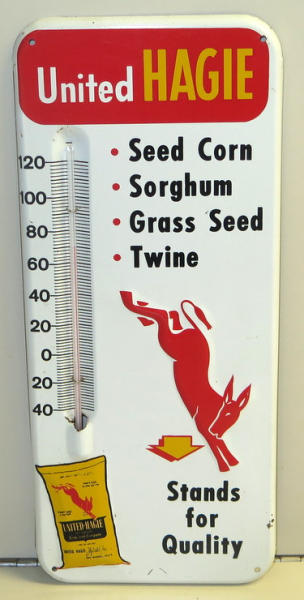 United HAGIE
• Seed Corn
• Sorghum
• Grass Seed
• Twine
120
100
80
60
40
20
0
20
40
UNITED-HAGIE
Stands
for
Quality